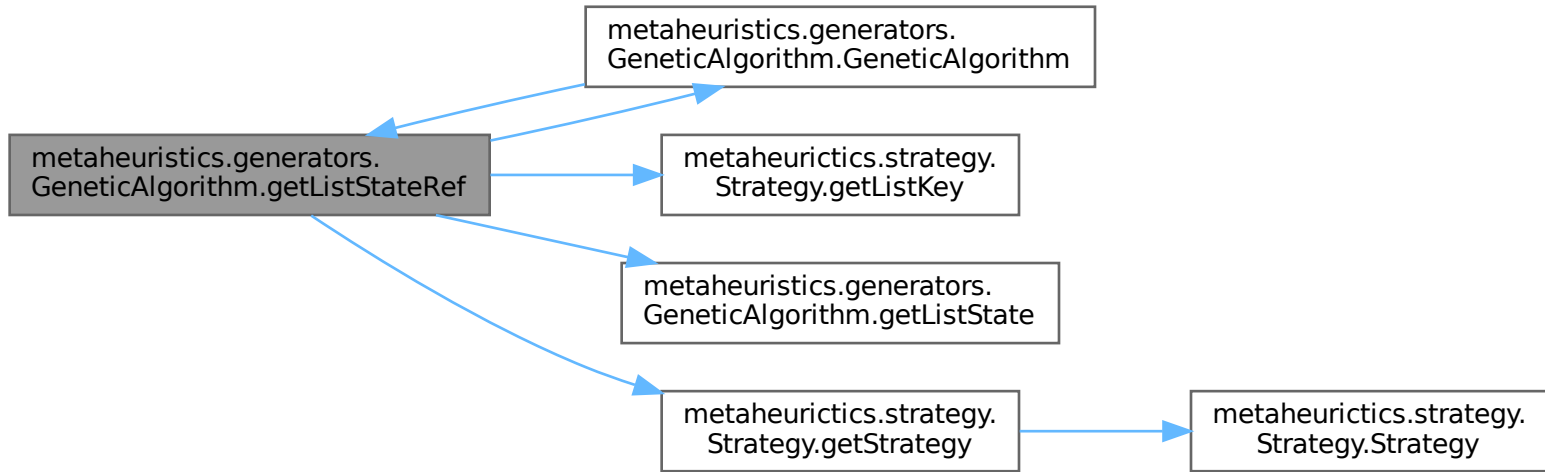 metaheuristics.generators.
GeneticAlgorithm.GeneticAlgorithm
metaheuristics.generators.
GeneticAlgorithm.getListStateRef
metaheurictics.strategy.
Strategy.getListKey
metaheuristics.generators.
GeneticAlgorithm.getListState
metaheurictics.strategy.
Strategy.getStrategy
metaheurictics.strategy.
Strategy.Strategy